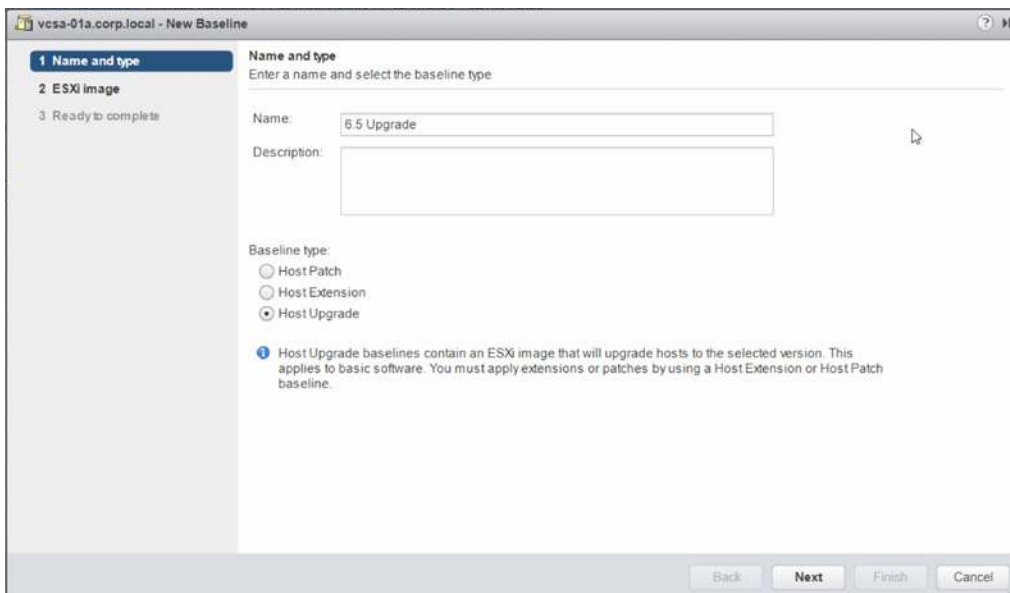 vcsa-01a.corp.local - New Baseline
1 Name and type
2 ESXi image
3 Ready to complete
Name and type
Enter a name and select the baseline type
Name:
6.5 Upgrade
Description:
Baseline type:
Host Patch
Host Extension
Host Upgrade
Host Upgrade baselines contain an ESXi image that will upgrade hosts to the selected version. This
applies to basic software. You must apply extensions or patches by using a Host Extension or Host Patch
baseline.
Back
Next
Finish
Cancel